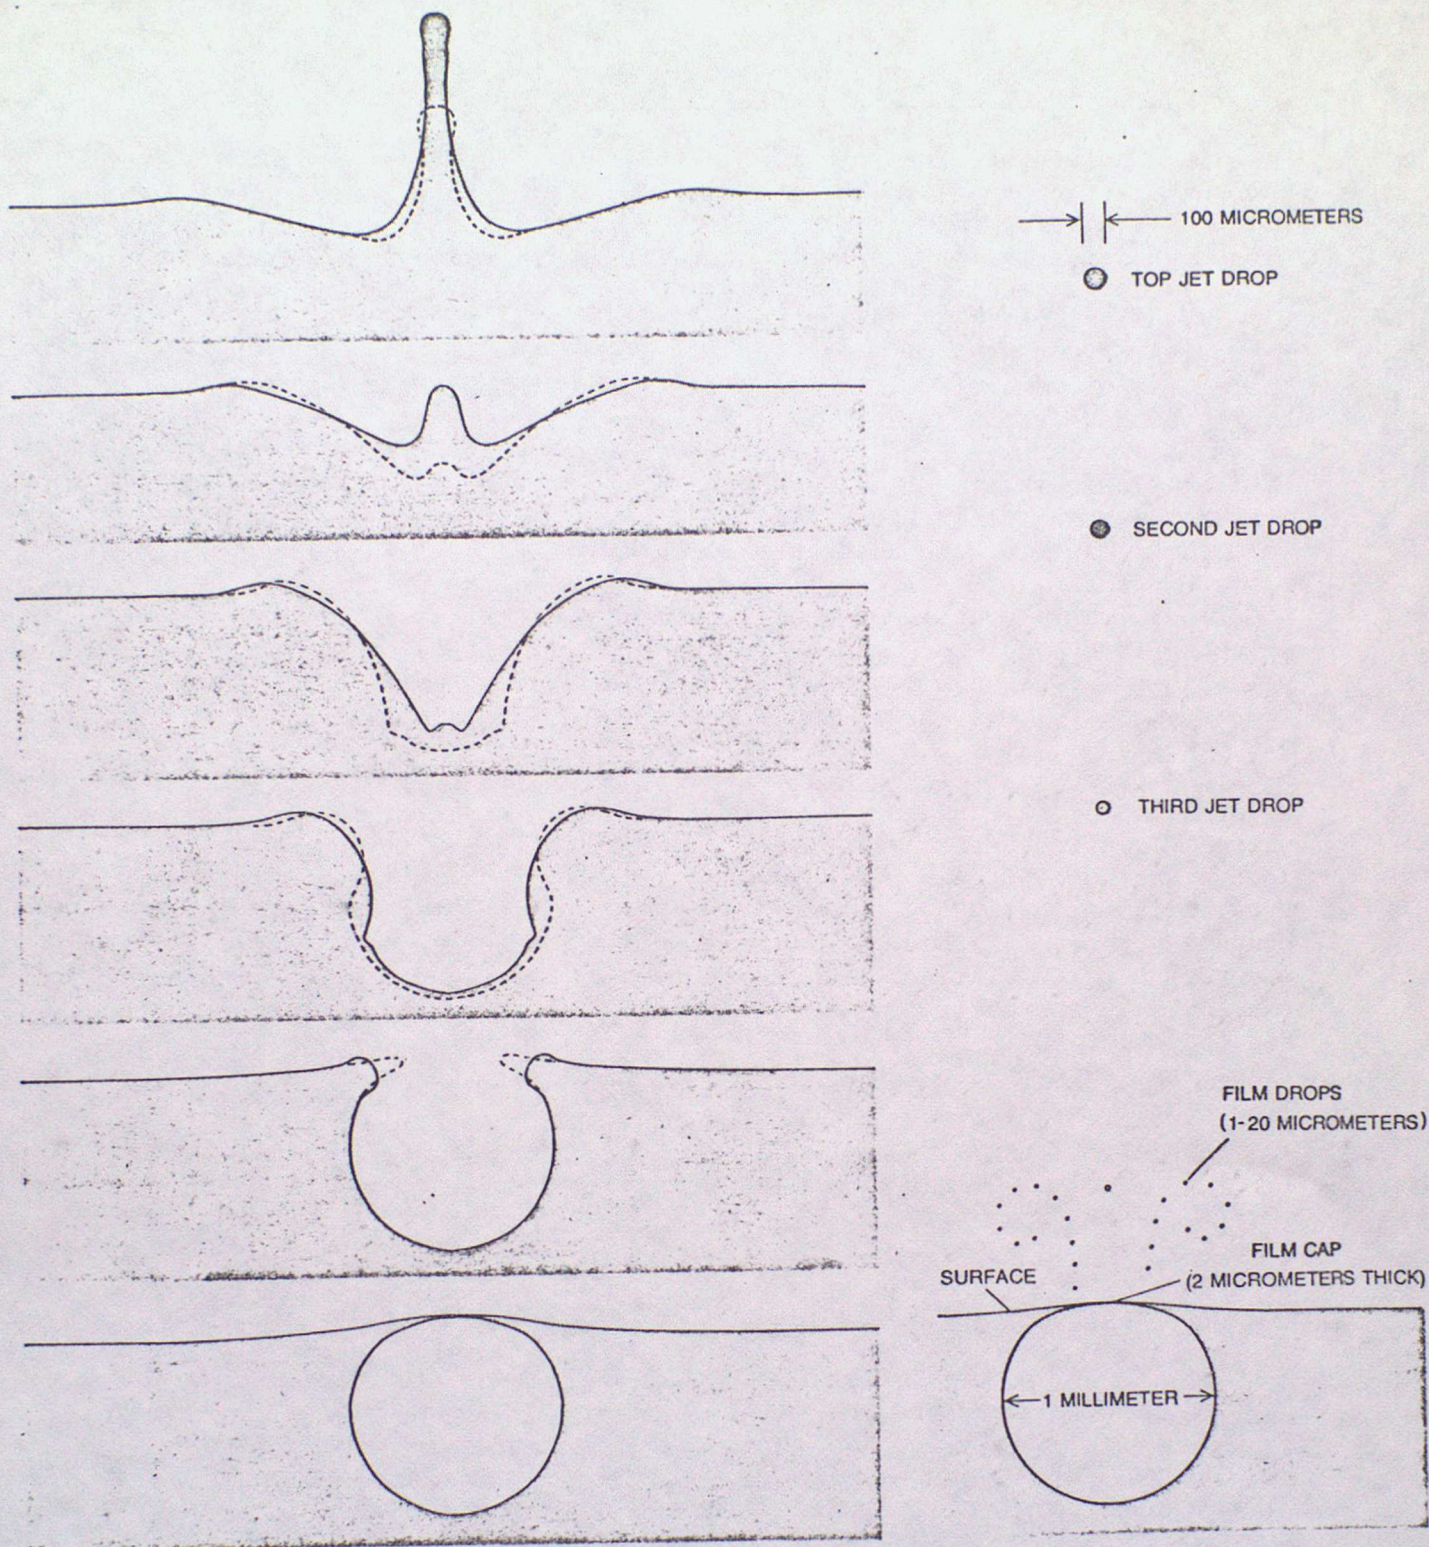 100 MICROMETERS
TOP JET DROP
SECOND JET DROP
THIRD JET DROP
FILM DROPS
(1-20 MICROMETERS)
FILM CAP
(2 MICROMETERS THICK)
SURFACE
1 MILLIMETER